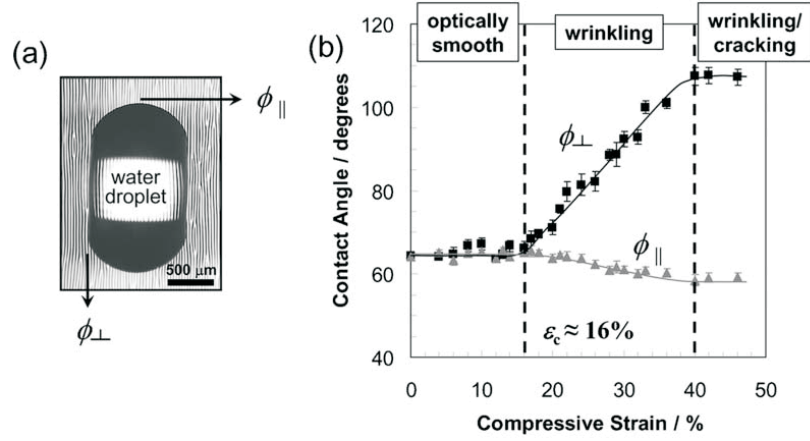 (a)
ϕ∥
water
droplet
500 μm
ϕ⊥
(b)
optically
smooth
wrinkling
wrinkling/
cracking
120
100
80
60
40
Contact Angle / degrees
ϕ⊥
ϕ∥
εc ≈ 16%
0
10
20
30
40
50
Compressive Strain / %